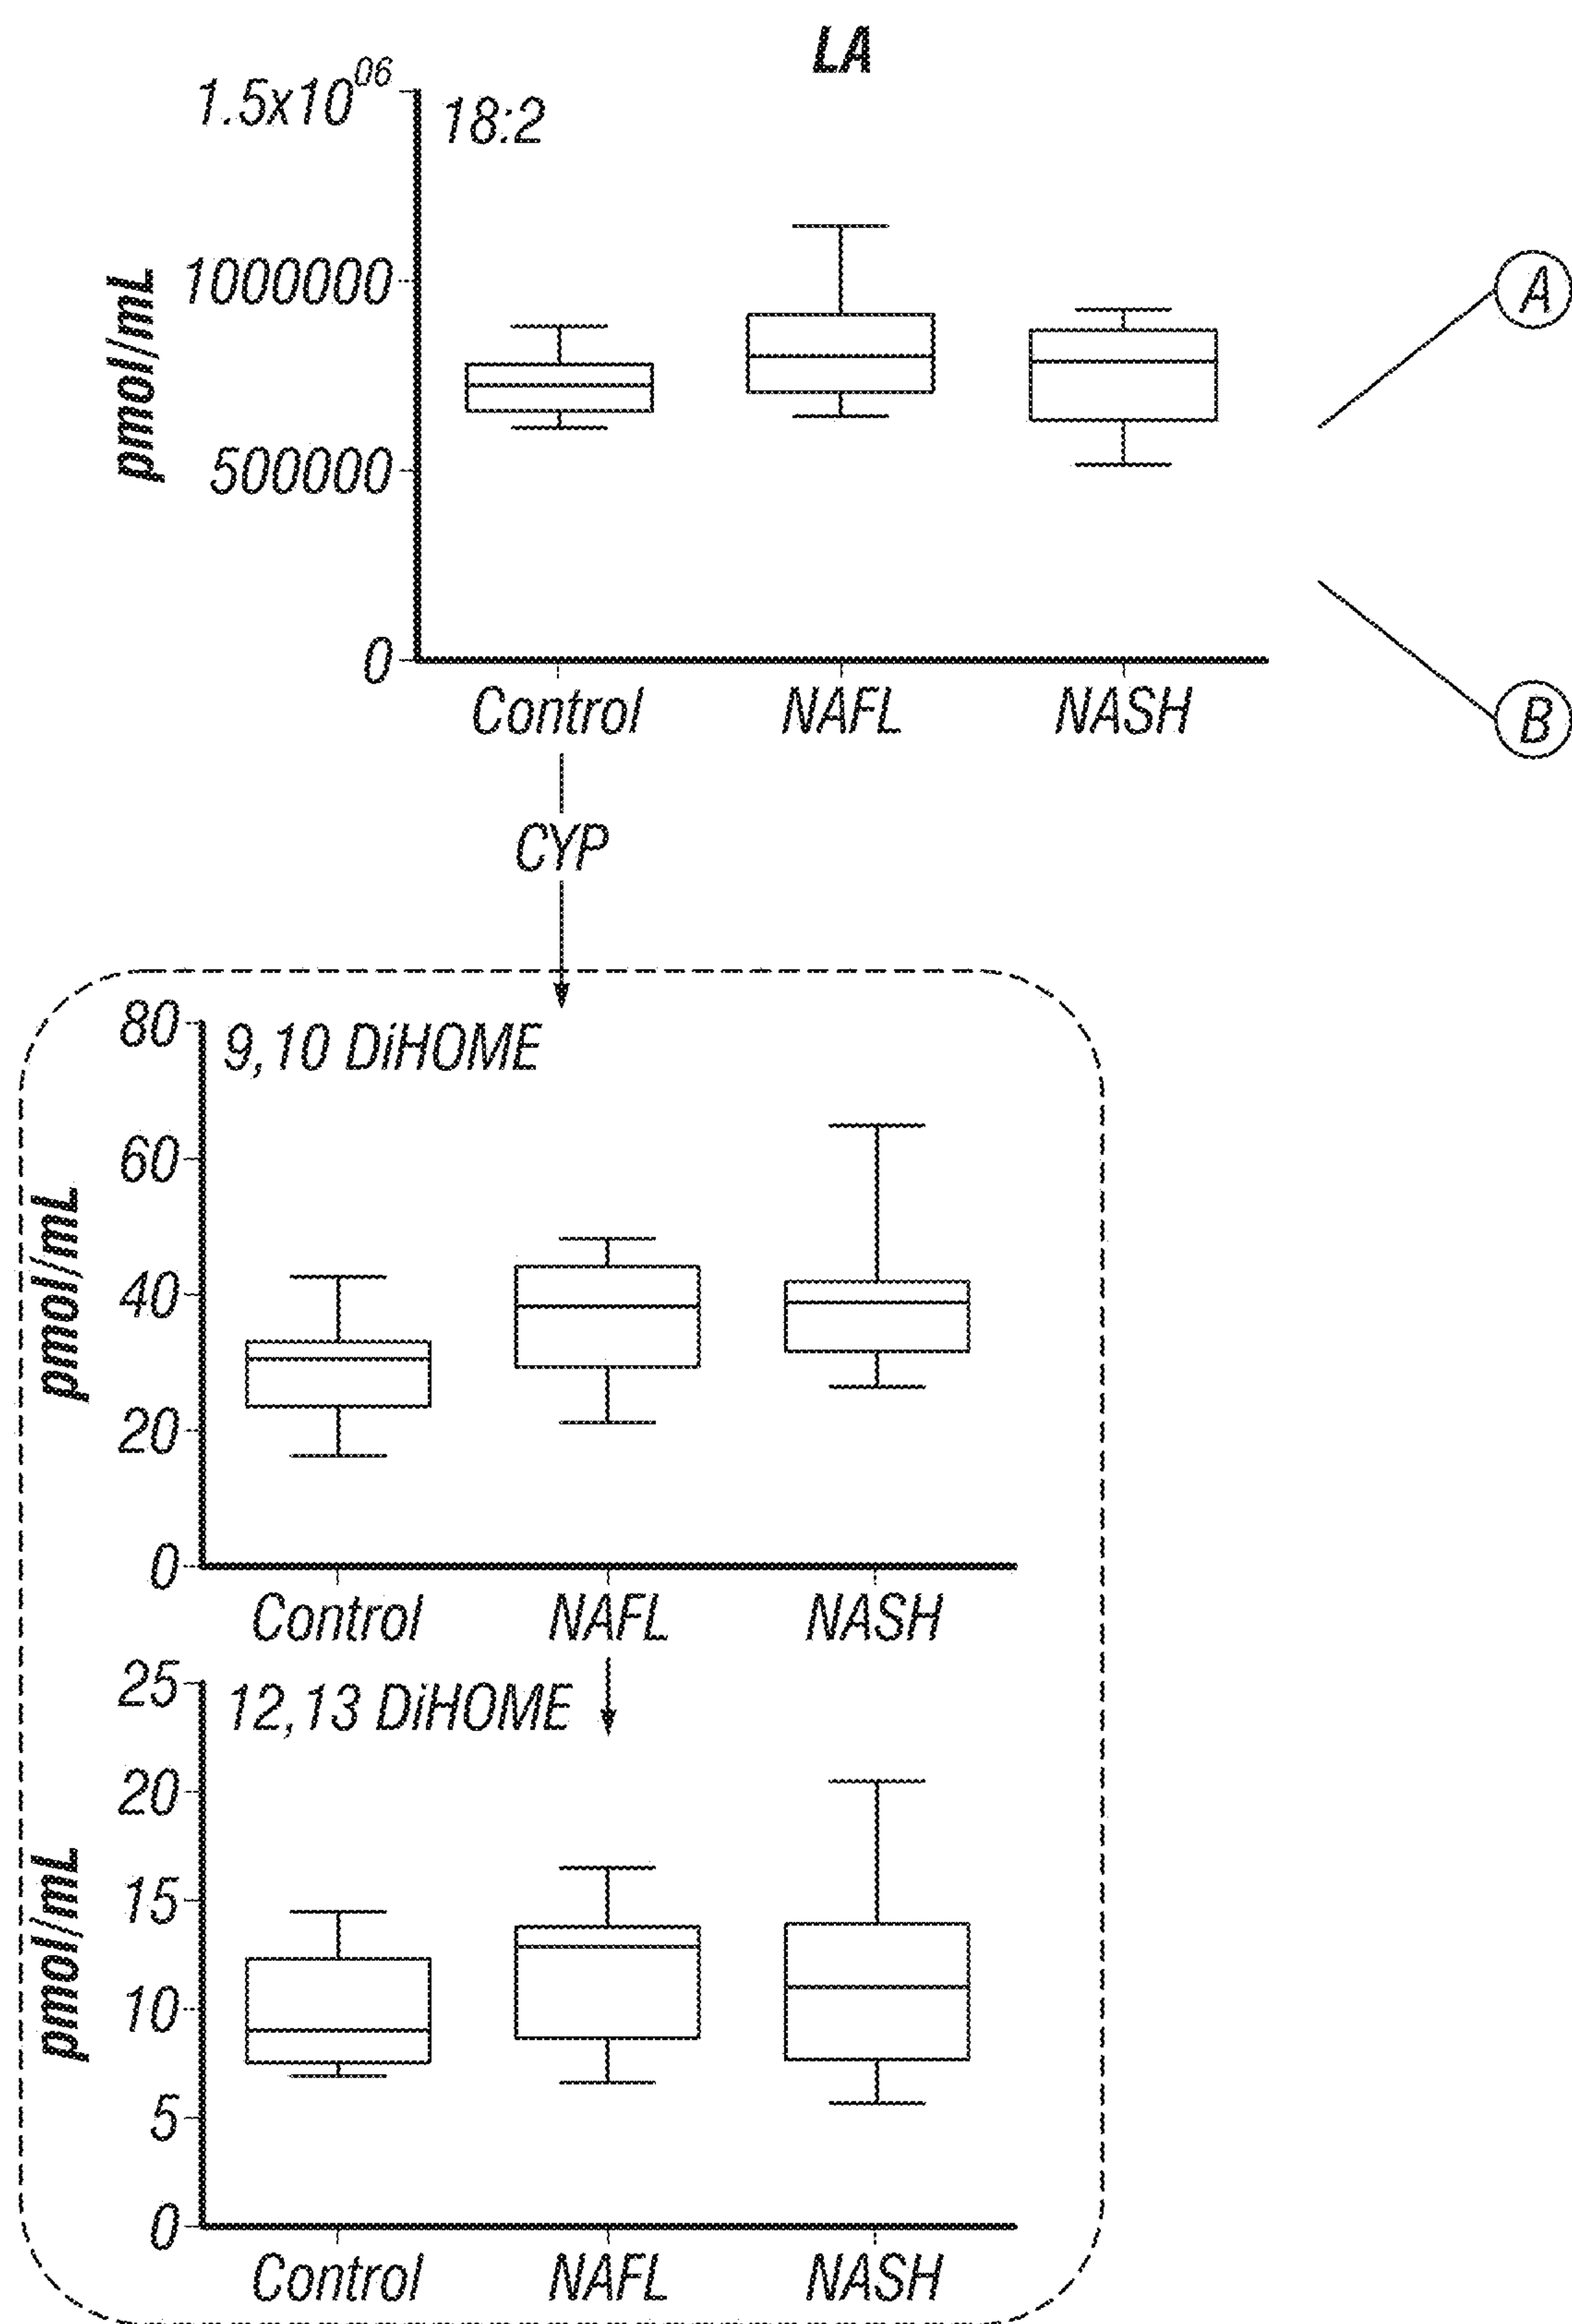 LA
1.5x10^06
18:2
1000000
500000
0
pmol/mL
Control NAFL NASH
A
B
CYP
80
9,10 DiHOME
60
40
20
0
pmol/mL
Control NAFL NASH
25
12,13 DiHOME
20
15
10
5
0
pmol/mL
Control NAFL NASH